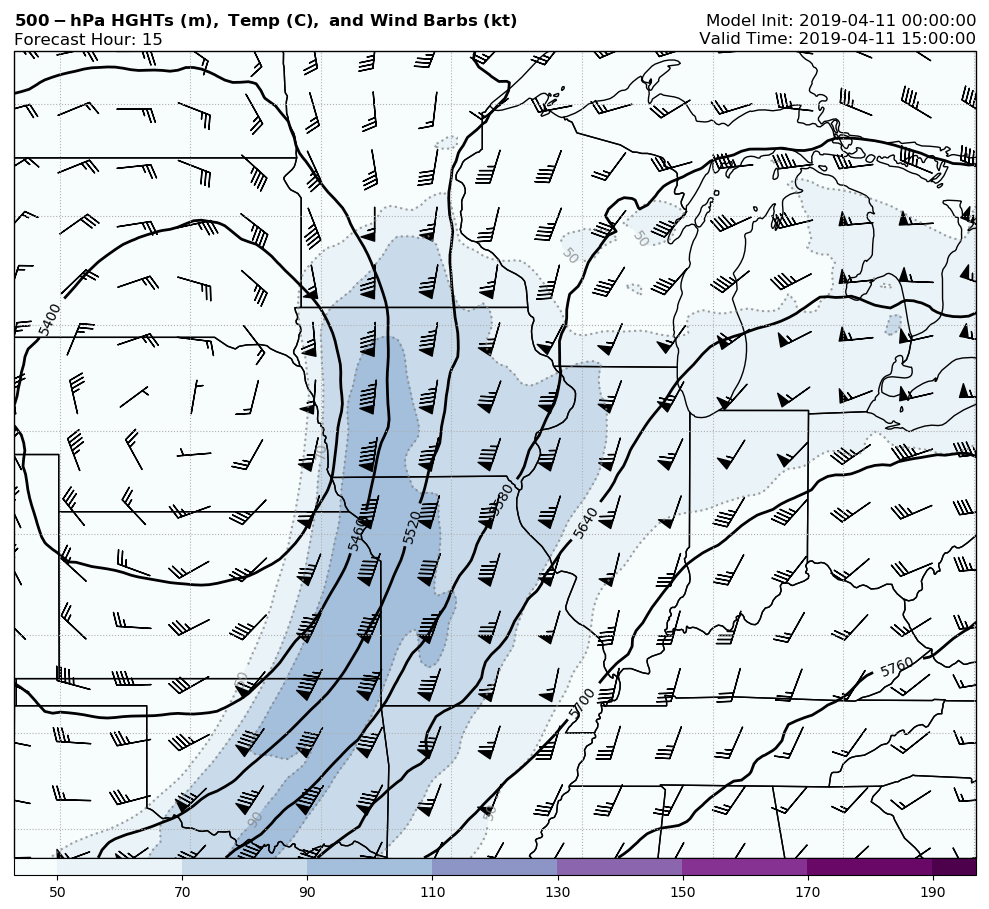 500-hPa HGHTs (m), Temp (C), and Wind Barbs (kt)
Model Init: 2019-04-11 00:00:00
Forecast Hour: 15
Valid Time: 2019-04-11 15:00:00
50
50
5400
5460
5520
5580
5640
5700
5760
90
50
50 70 90 110 130 150 170 190